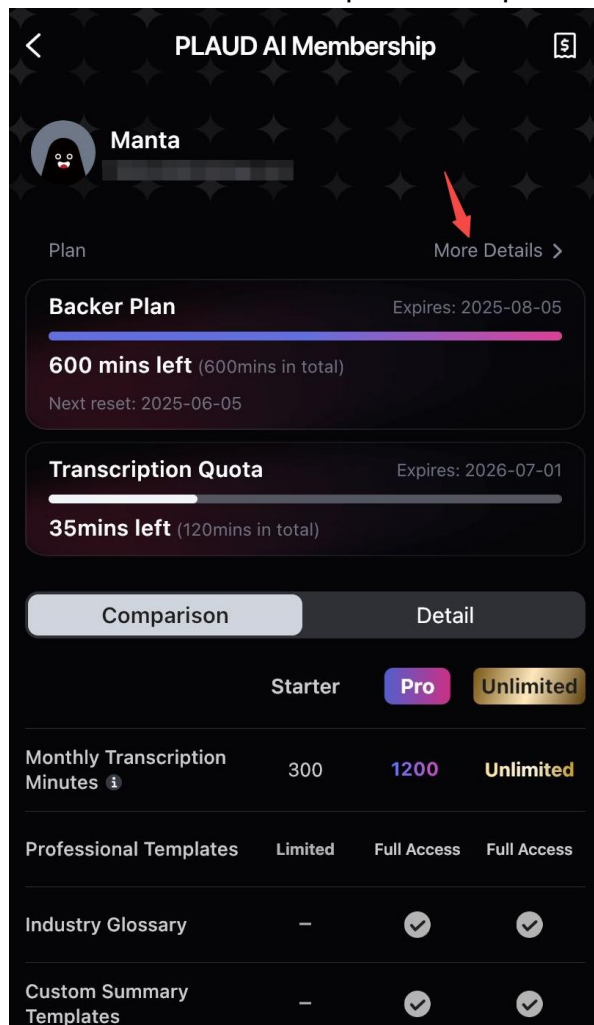 PLAUD AI Membership
Manta
Plan
More Details >
Backer Plan
Expires: 2025-08-05
600 mins left (600mins in total)
Next reset: 2025-06-05
Transcription Quota
Expires: 2026-07-01
35mins left (120mins in total)
Comparison
Detail
Starter
Pro
Unlimited
Monthly Transcription
Minutes
300
1200
Unlimited
Professional Templates
Limited
Full Access
Full Access
Industry Glossary
–
Custom Summary
Templates
–